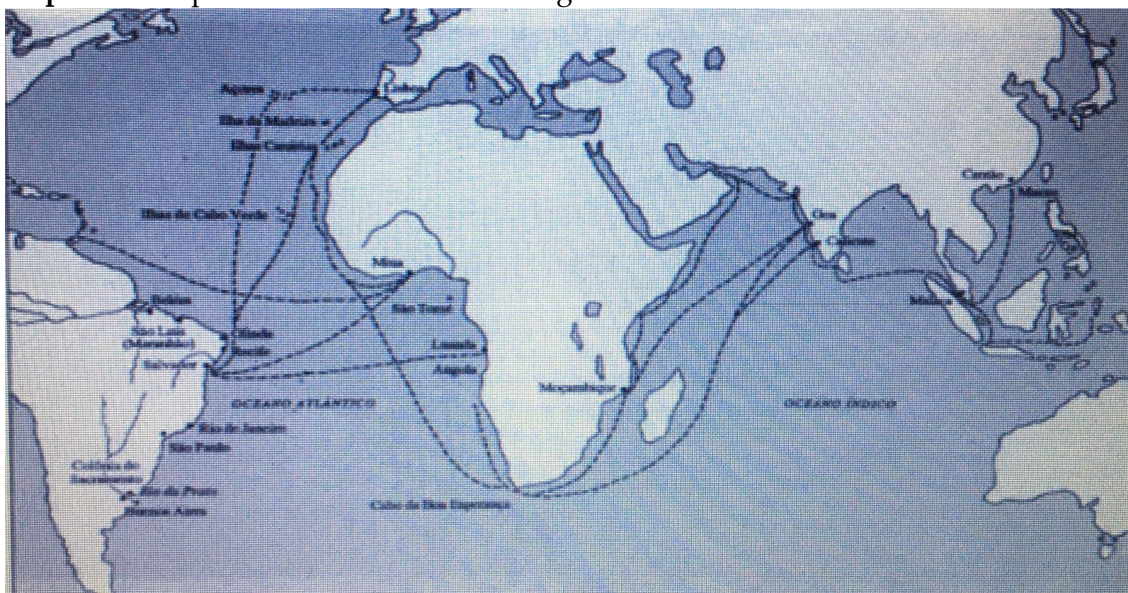 Açores
Lisboa
Ilha da Madeira
Ilhas Canárias
Ilhas de Cabo Verde
Cantão
Macau
Goa
Calicute
Mina
São Tomé
Malaca
Belém
São Luís
(Maranhão)
Olinda
Recife
Salvador
Luanda
Angola
Moçambique
OCEANO ATLÂNTICO
OCEANO ÍNDICO
Rio de Janeiro
São Paulo
Colônia do
Sacramento
Rio da Prata
Buenos Aires
Cabo da Boa Esperança